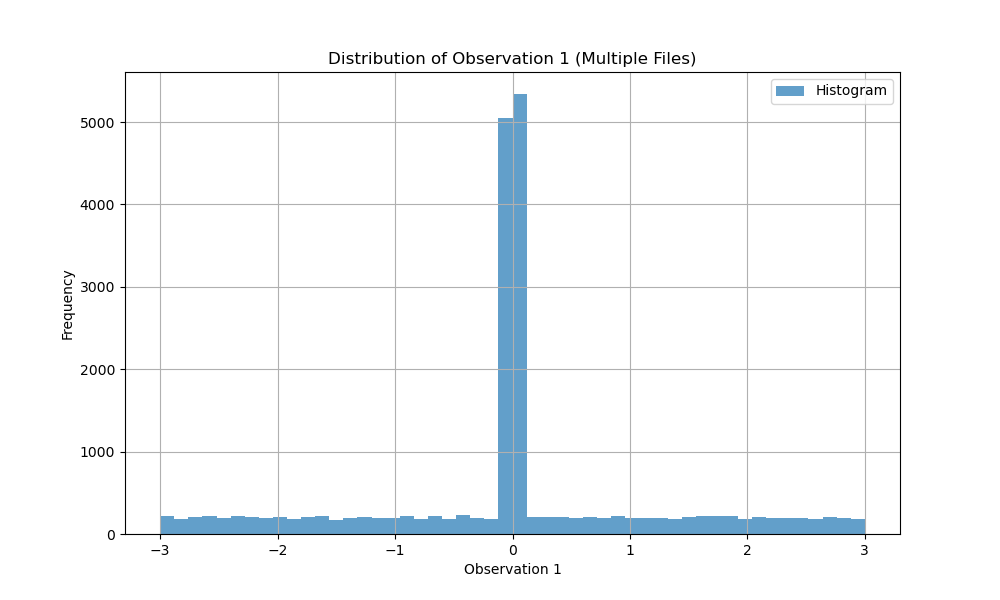 Distribution of Observation 1 (Multiple Files)
Histogram
Frequency
5000
4000
3000
2000
1000
0
−3 −2 −1 0 1 2 3
Observation 1